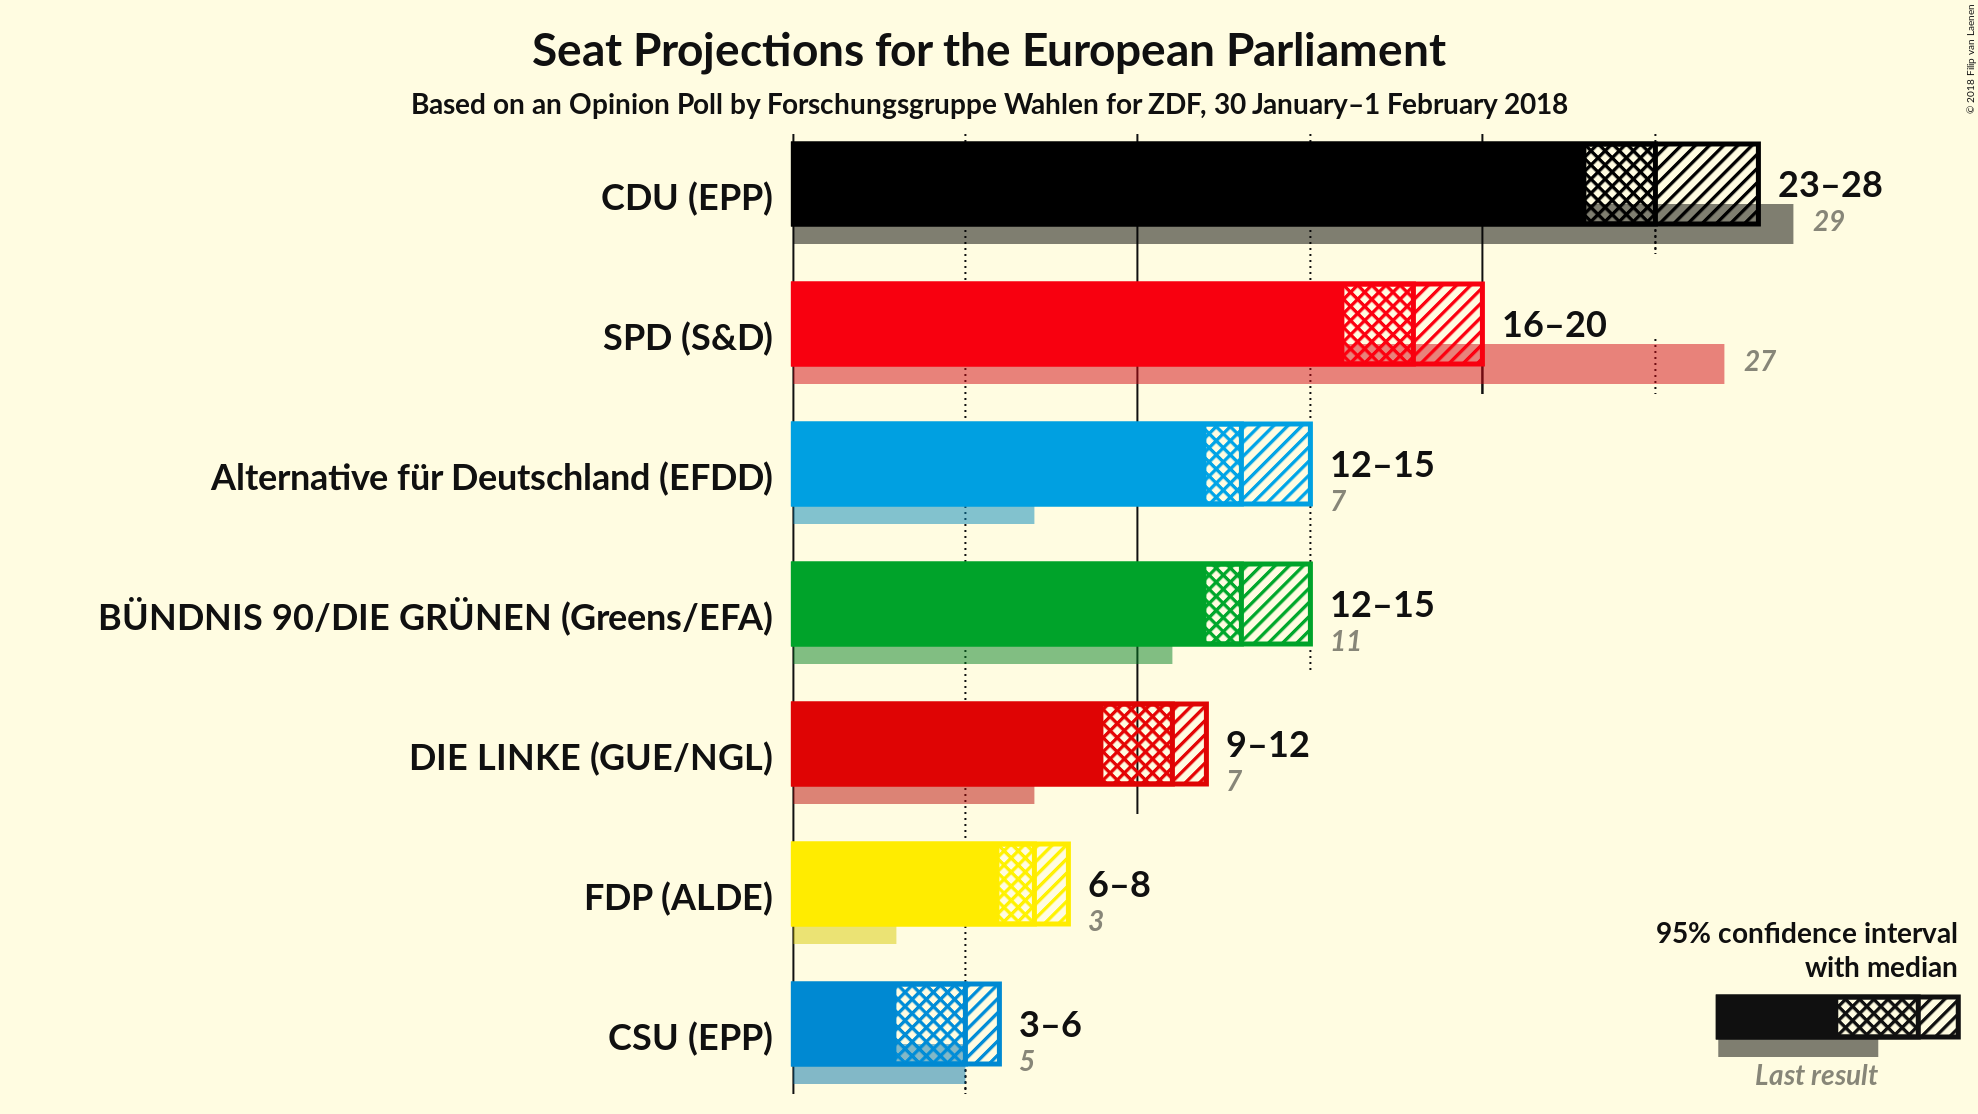 Seat Projections for the European Parliament
Based on an Opinion Poll by Forschungsgruppe Wahlen for ZDF, 30 January–1 February 2018
© 2018 Filip van Laenen
CDU (EPP)
23–28
29
SPD (S&D)
16–20
27
Alternative für Deutschland (EFDD)
12–15
7
BÜNDNIS 90/DIE GRÜNEN (Greens/EFA)
12–15
11
DIE LINKE (GUE/NGL)
9–12
7
FDP (ALDE)
6–8
3
CSU (EPP)
3–6
5
95% confidence interval
with median
Last result